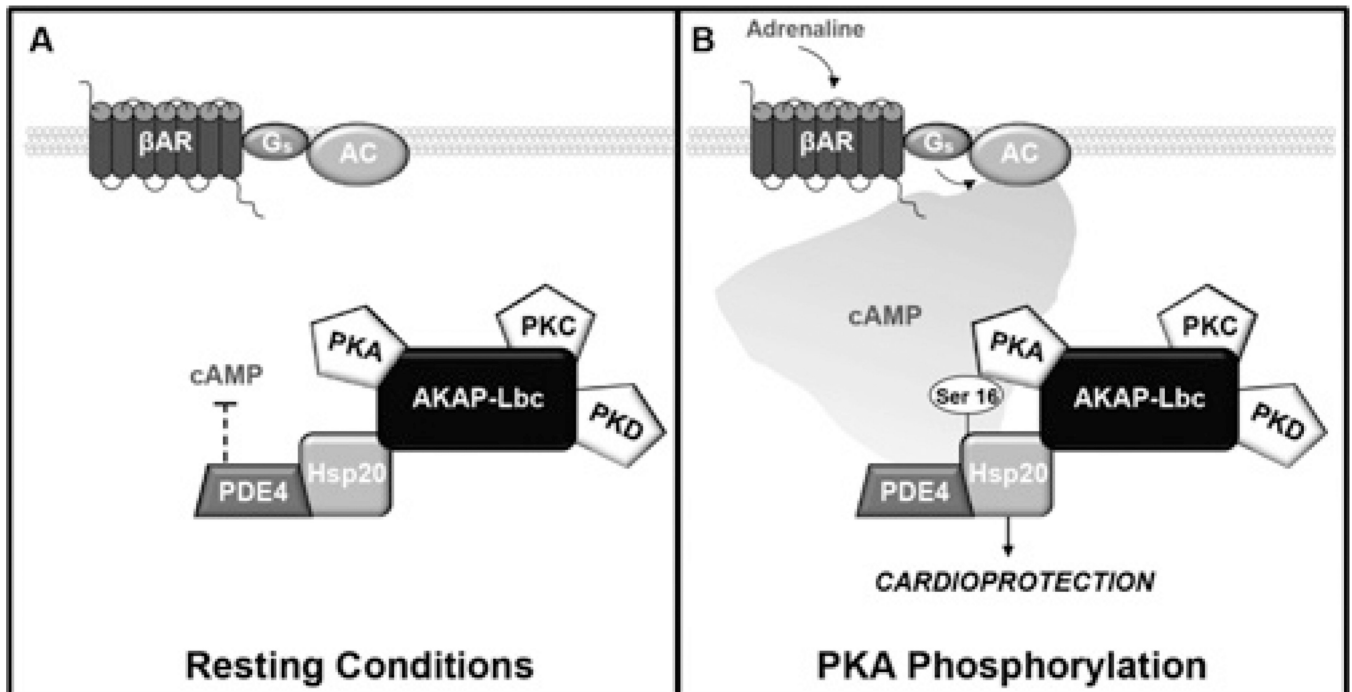 A
βAR
Gs
AC
cAMP
PKA
PKC
AKAP-Lbc
PKD
PDE4
Hsp20
Resting Conditions
B
Adrenaline
βAR
Gs
AC
cAMP
PKA
PKC
Ser 16
AKAP-Lbc
PKD
PDE4
Hsp20
CARDIOPROTECTION
PKA Phosphorylation